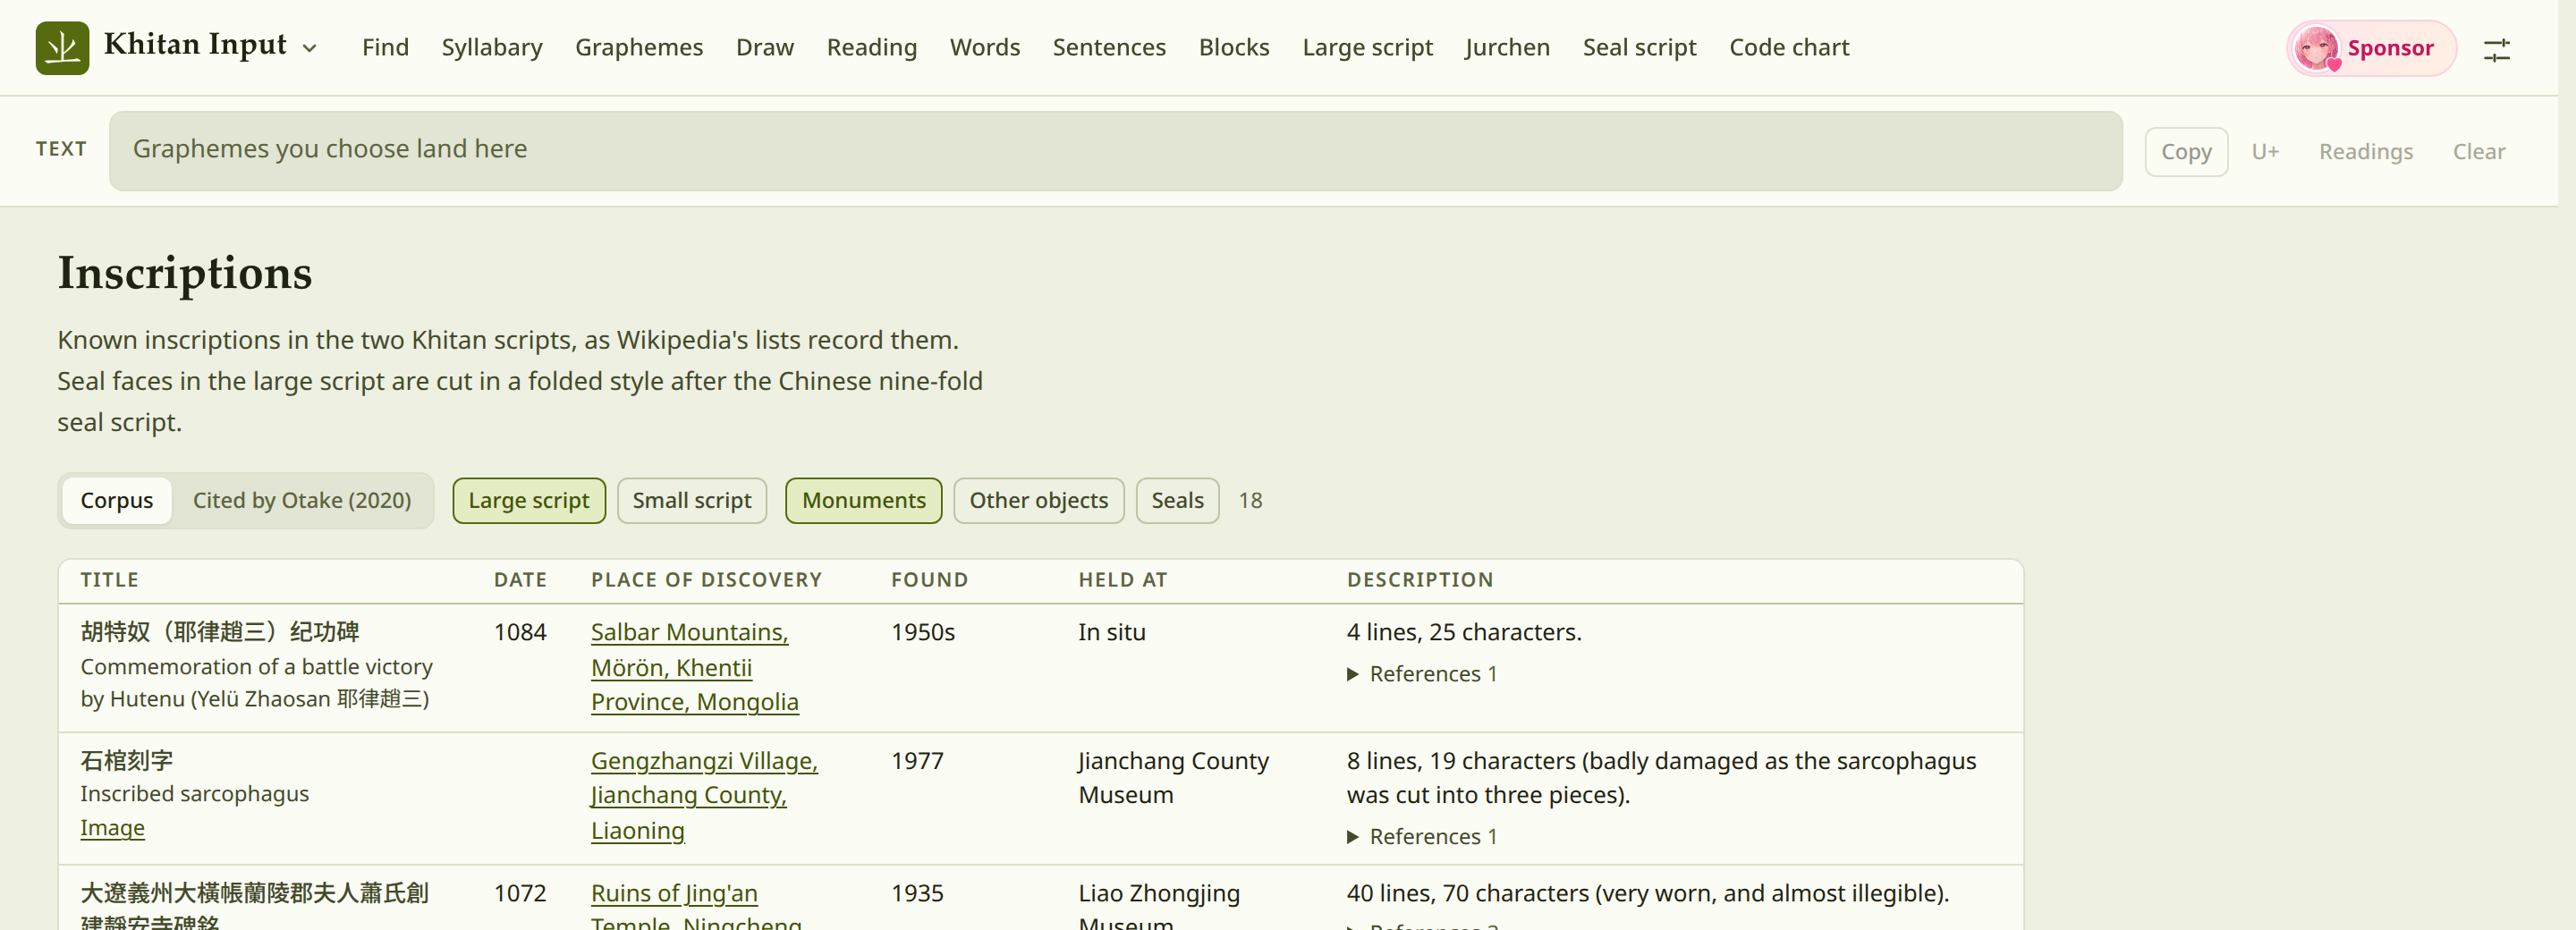 Khitan Input
Find Syllabary Graphemes Draw Reading Words Sentences Blocks Large script Jurchen Seal script Code chart
Sponsor
TEXT
Graphemes you choose land here
Copy U+ Readings Clear
Inscriptions
Known inscriptions in the two Khitan scripts, as Wikipedia's lists record them.
Seal faces in the large script are cut in a folded style after the Chinese nine-fold
seal script.
Corpus Cited by Otake (2020) Large script Small script Monuments Other objects Seals 18
TITLE DATE PLACE OF DISCOVERY FOUND HELD AT DESCRIPTION
胡特奴（耶律趙三）纪功碑
Commemoration of a battle victory
by Hutenu (Yelü Zhaosan 耶律趙三)
1084
Salbar Mountains,
Mörön, Khentii
Province, Mongolia
1950s
In situ
4 lines, 25 characters.
References 1
石棺刻字
Inscribed sarcophagus
Image
Gengzhangzi Village,
Jianchang County,
Liaoning
1977
Jianchang County
Museum
8 lines, 19 characters (badly damaged as the sarcophagus
was cut into three pieces).
References 1
大遼義州大橫帳蘭陵郡夫人蕭氏創
建靜安寺碑銘
1072
Ruins of Jing'an
Temple, Ningcheng
1935
Liao Zhongjing
Museum
40 lines, 70 characters (very worn, and almost illegible).